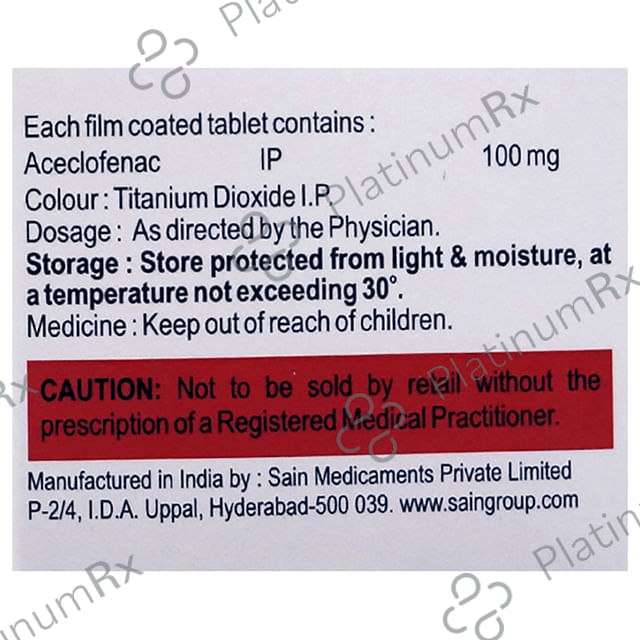 Each film coated tablet contains :
Aceclofenac IP 100 mg
Colour : Titanium Dioxide I.P.
Dosage : As directed by the Physician.
Storage : Store protected from light & moisture, at
a temperature not exceeding 30°.
Medicine : Keep out of reach of children.
CAUTION: Not to be sold by retail without the
prescription of a Registered Medical Practitioner.
Manufactured in India by : Sain Medicaments Private Limited
P-2/4, I.D.A. Uppal, Hyderabad-500 039. www.saingroup.com
PlatinumRx
PlatinumRx